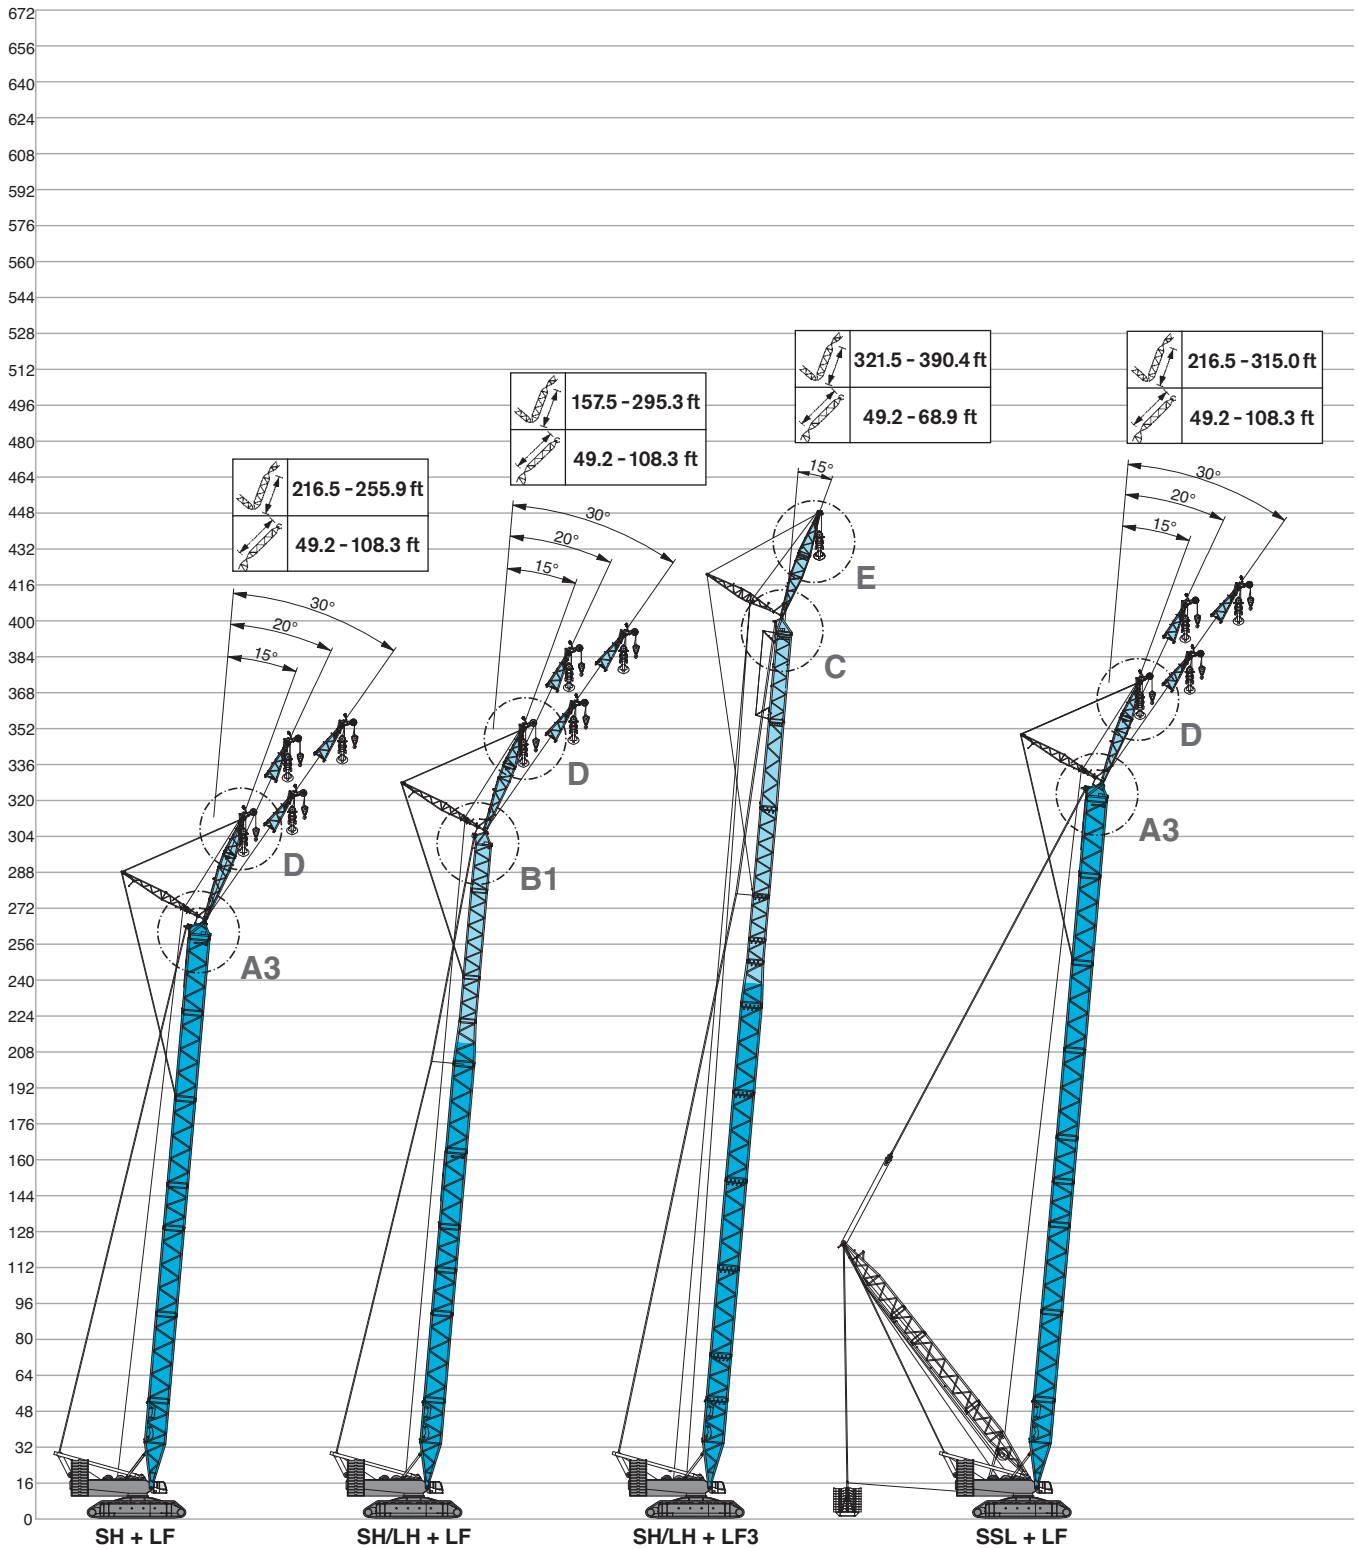 672
656
640
624
608
592
576
560
544
528
512
496
480
464
448
432
416
400
384
368
352
336
320
304
288
272
256
240
224
208
192
176
160
144
128
112
96
80
64
48
32
16
0
216.5 - 255.9 ft
49.2 - 108.3 ft
30°
20°
15°
D
A3
SH + LF
157.5 - 295.3 ft
49.2 - 108.3 ft
30°
20°
15°
D
B1
SH/LH + LF
321.5 - 390.4 ft
49.2 - 68.9 ft
15°
E
C
SH/LH + LF3
216.5 - 315.0 ft
49.2 - 108.3 ft
30°
20°
15°
D
A3
SSL + LF